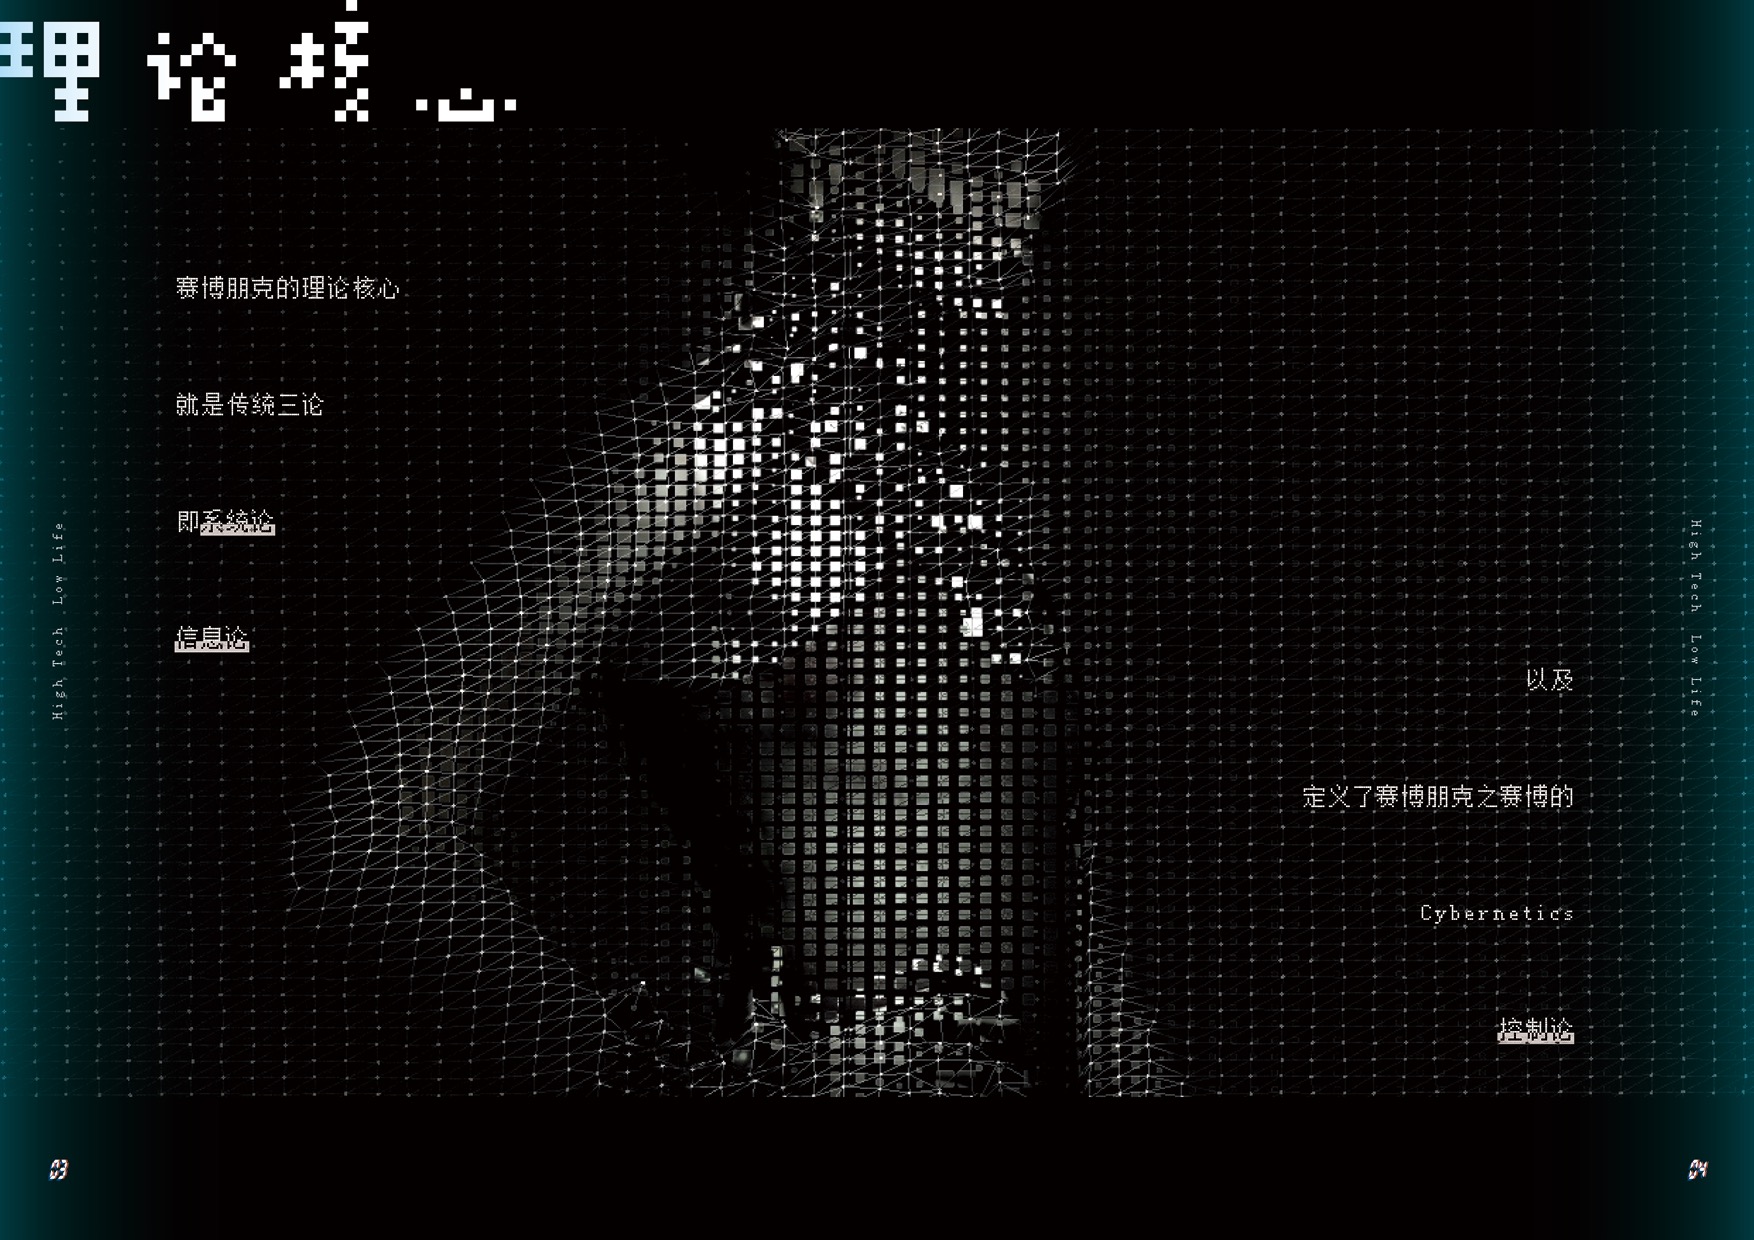 理论核心
赛博朋克的理论核心
就是传统三论
即系统论
信息论
High Tech Low Life
03
以及
定义了赛博朋克之赛博的
Cybernetics
控制论
High Tech Low Life
04